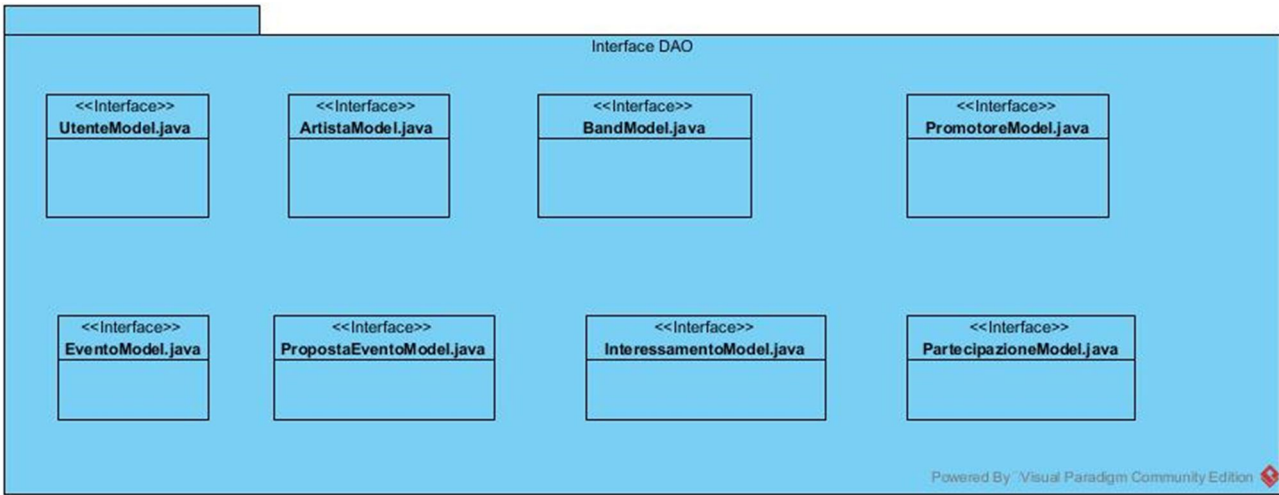 Interface DAO
<<Interface>>
UtenteModel.java
<<Interface>>
ArtistaModel.java
<<Interface>>
BandModel.java
<<Interface>>
PromotoreModel.java
<<Interface>>
EventoModel.java
<<Interface>>
PropostaEventoModel.java
<<Interface>>
InteressamentoModel.java
<<Interface>>
PartecipazioneModel.java
Powered By Visual Paradigm Community Edition